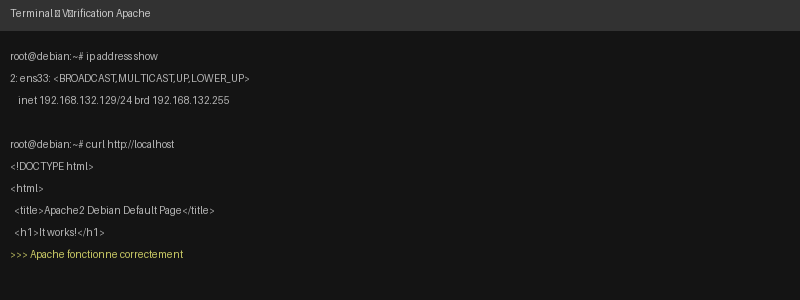 Terminal □ V□rification Apache
root@debian:~# ip address show
2: ens33: <BROADCAST,MULTICAST,UP,LOWER_UP>
inet 192.168.132.129/24 brd 192.168.132.255
root@debian:~# curl http://localhost
<!DOCTYPE html>
<html>
<title>Apache2 Debian Default Page</title>
<h1>It works!</h1>
>>> Apache fonctionne correctement